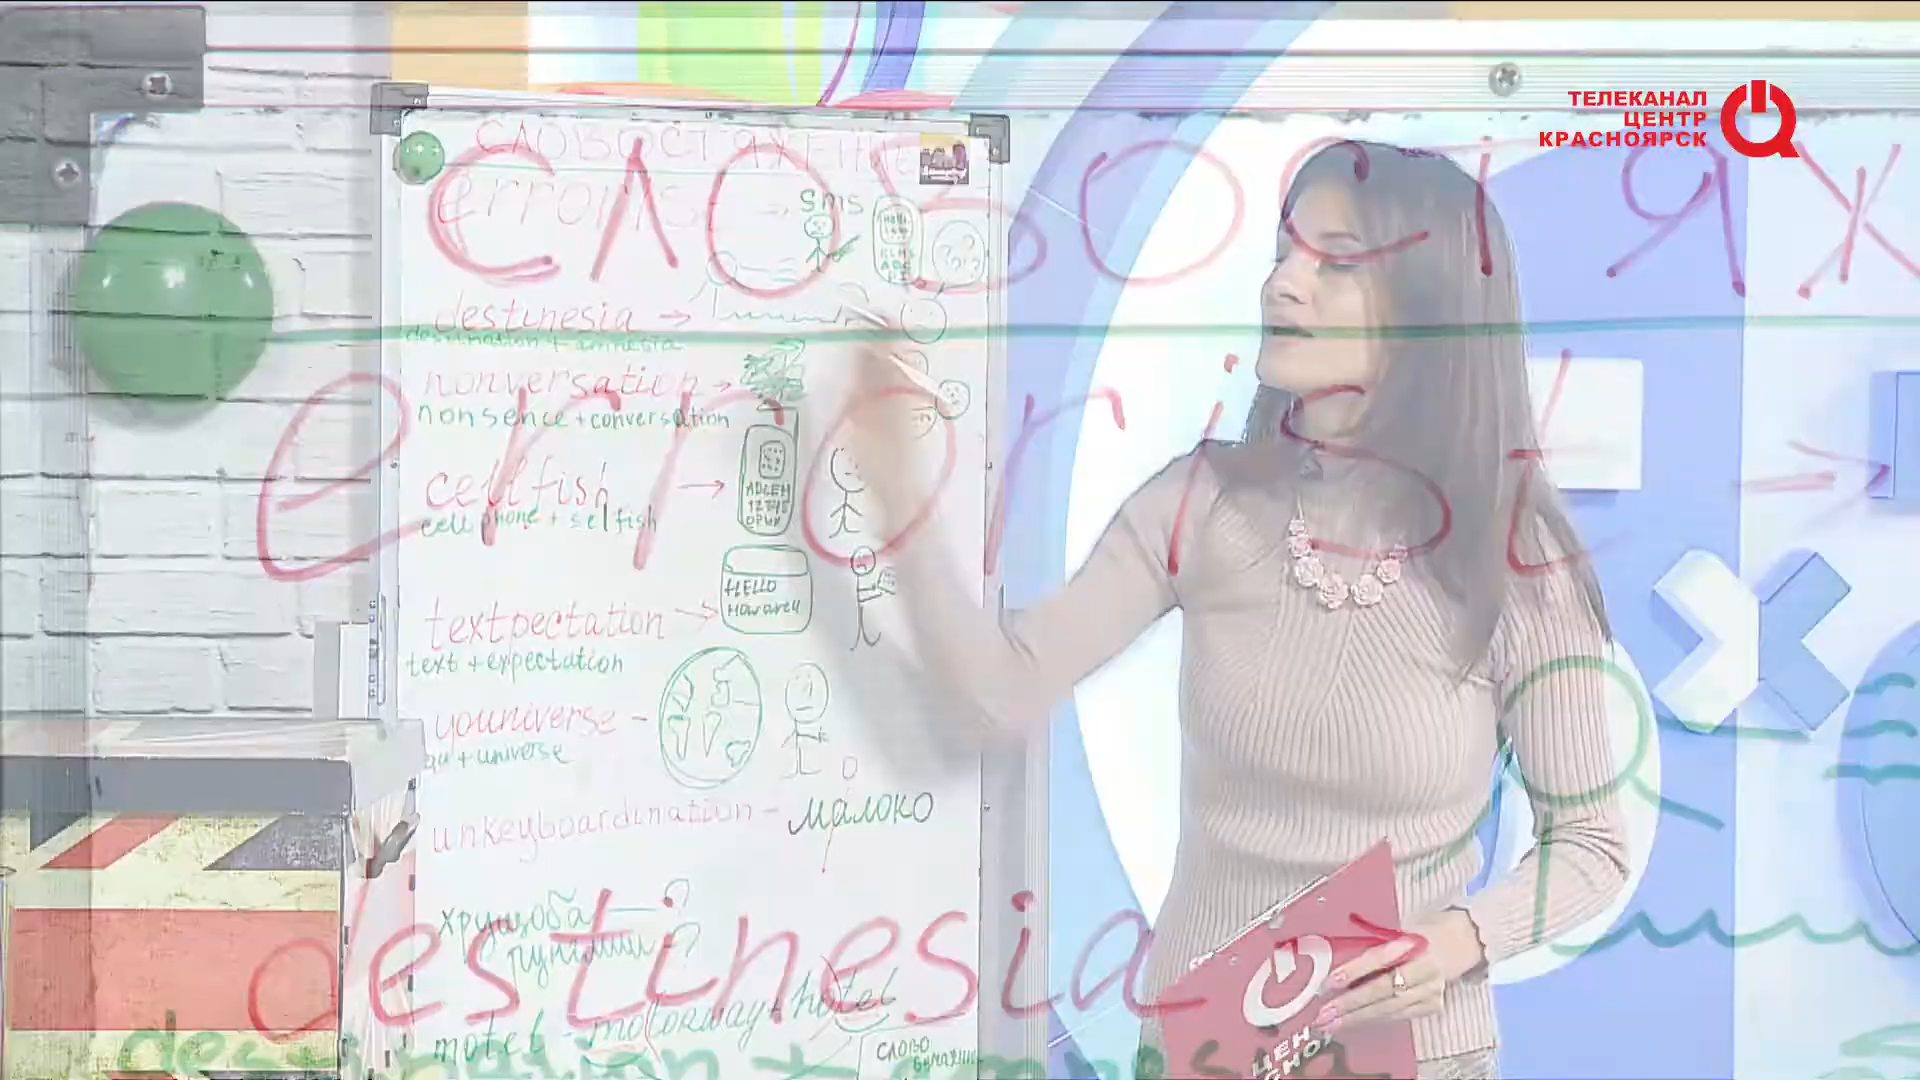 ТЕЛЕКАНАЛ
ЦЕНТР
КРАСНОЯРСК
СЛОВОСТЯЖЕНИЕ
errorist → SMS
destinesia →
destination + amnesia
nonversation →
nonsence + conversation
cellfish →
cell phone + selfish
HELLO
How are U
textpectation →
text + expectation
youniverse -
universe
unkeyboardination - малоко
хрущоба
motel - motorway + hotel
СЛОВО
СЛОВОСТЯЖ
errorist →
destinesia →
destination + amnesia